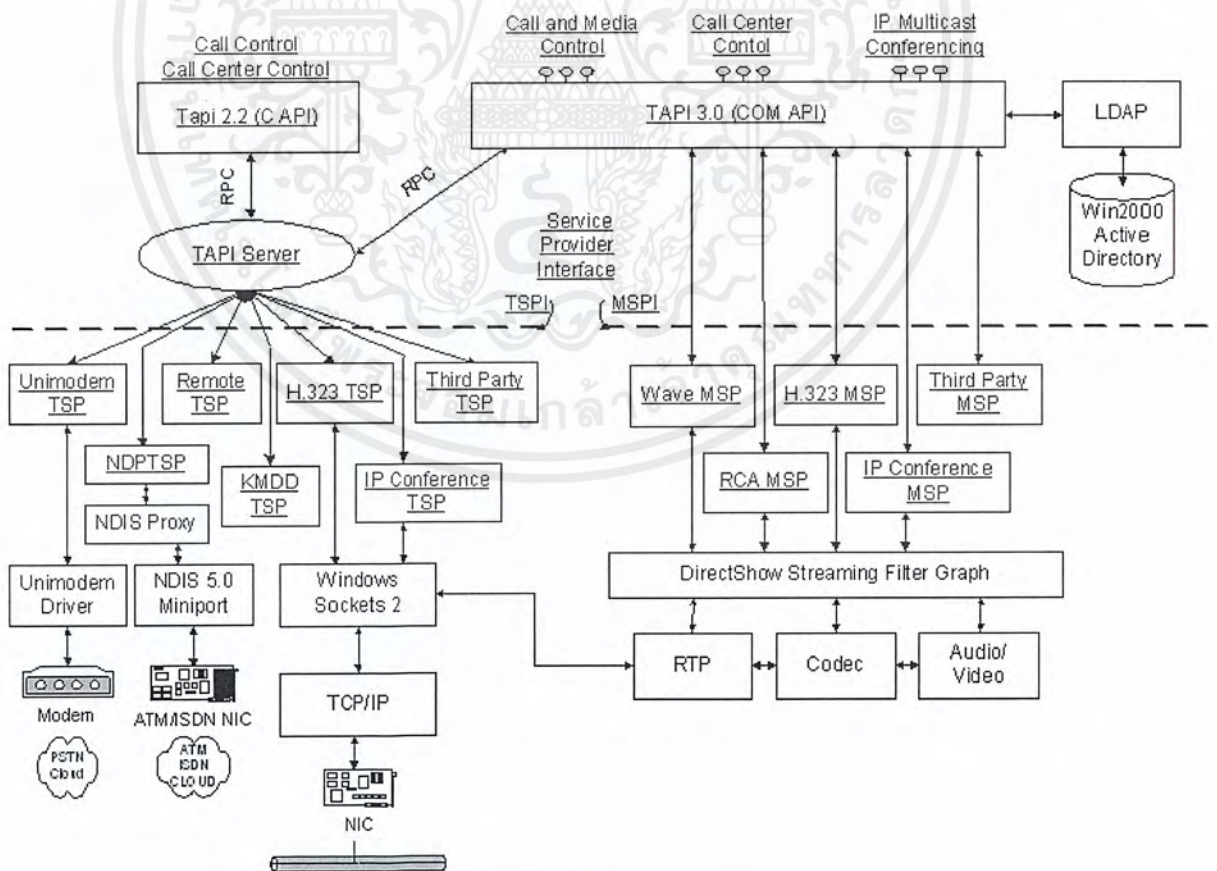 Call Control
Call Center Control
Call and Media
Control
Call Center
Contol
IP Multicast
Conferencing
Tapi 2.2 (C API)
TAPI 3.0 (COM API)
LDAP
RPC
RPC
TAPI Server
Service
Provider
Interface
Win2000
Active
Directory
TSPI
MSPI
Unimodem
TSP
Remote
TSP
H.323 TSP
Third Party
TSP
Wave MSP
H.323 MSP
Third Party
MSP
NDPTSP
KMDD
TSP
IP Conference
TSP
RCA MSP
IP Conference
MSP
NDIS Proxy
Unimodem
Driver
NDIS 5.0
Miniport
Windows
Sockets 2
DirectShow Streaming Filter Graph
RTP
Codec
Audio/
Video
Modem
ATM/ISDN NIC
TCP/IP
PSTN
Cloud
ATM
ISDN
CLOUD
NIC